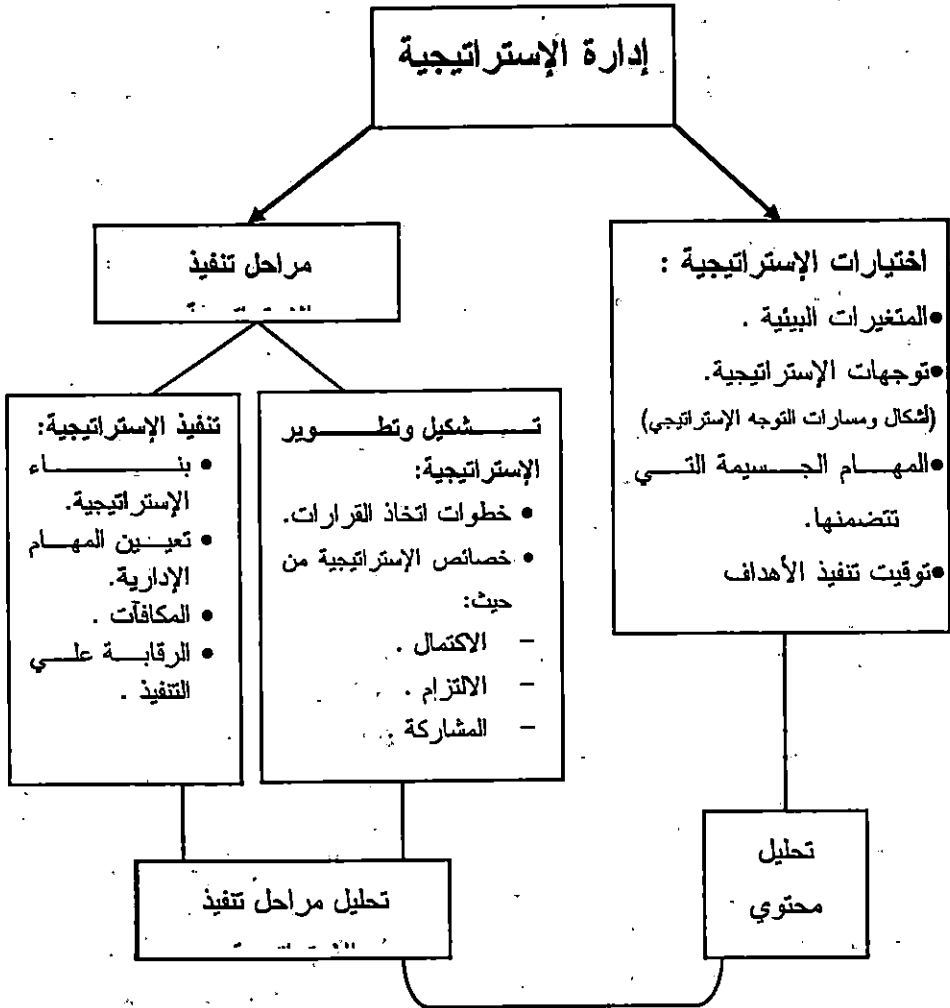 إدارة الإستراتيجية
اختيارات الإستراتيجية :
•المتغيرات البيئية .
•توجهات الإستراتيجية.
(أشكال ومسارات التوجه الإستراتيجي)
•المهام الجسيمة التي
تتضمنها.
•توقيت تنفيذ الأهداف
مراحل تنفيذ
تشكيل وتطوير
الإستراتيجية:
• خطوات اتخاذ القرارات.
• خصائص الإستراتيجية من
حيث:
– الاكتمال .
– الالتزام .
– المشاركة .
تنفيذ الإستراتيجية:
• بناء
الإستراتيجية.
• تعيين المهام
الإدارية.
• المكافآت .
• الرقابة علي
التنفيذ .
تحليل
محتوي
تحليل مراحل تنفيذ